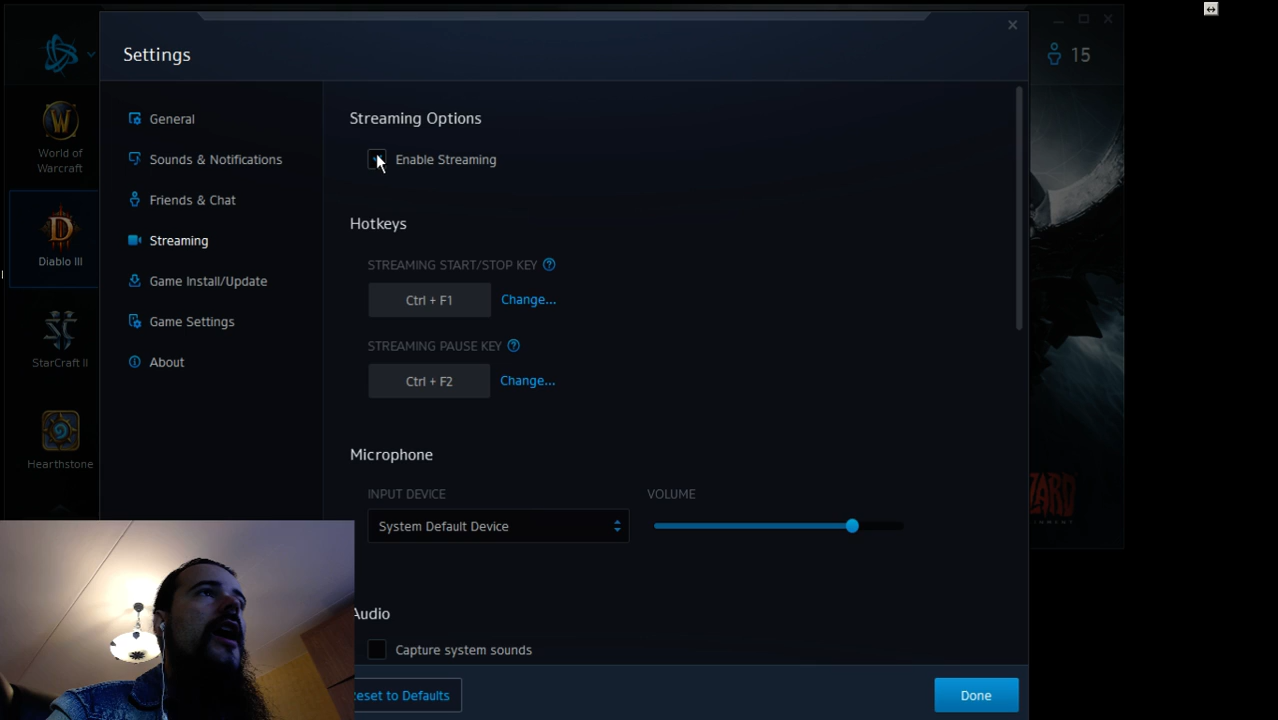 Settings
15
General
Sounds & Notifications
Friends & Chat
Streaming
Game Install/Update
Game Settings
About
World of
Warcraft
Diablo III
StarCraft II
Hearthstone
Streaming Options
Enable Streaming
Hotkeys
STREAMING START/STOP KEY
Ctrl + F1
Change...
STREAMING PAUSE KEY
Ctrl + F2
Change...
Microphone
INPUT DEVICE
VOLUME
System Default Device
Audio
Capture system sounds
eset to Defaults
Done